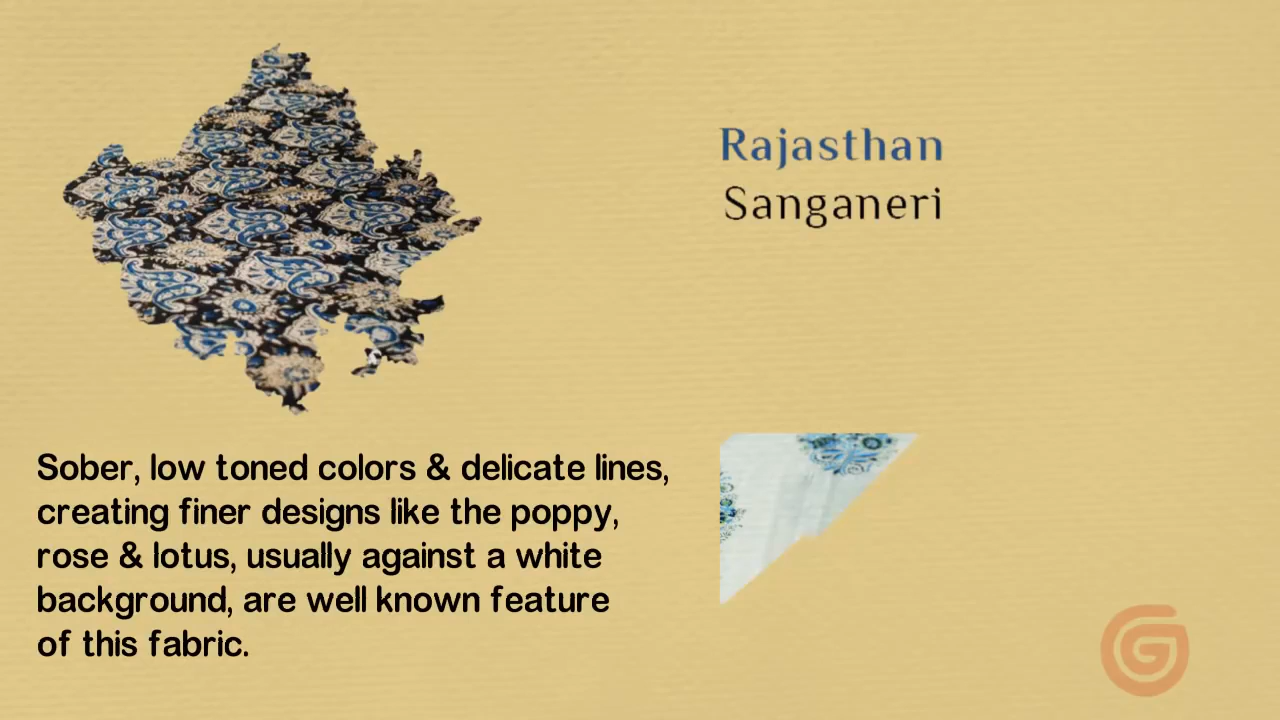 Rajasthan
Sanganeri
Sober, low toned colors & delicate lines,
creating finer designs like the poppy,
rose & lotus, usually against a white
background, are well known feature
of this fabric.